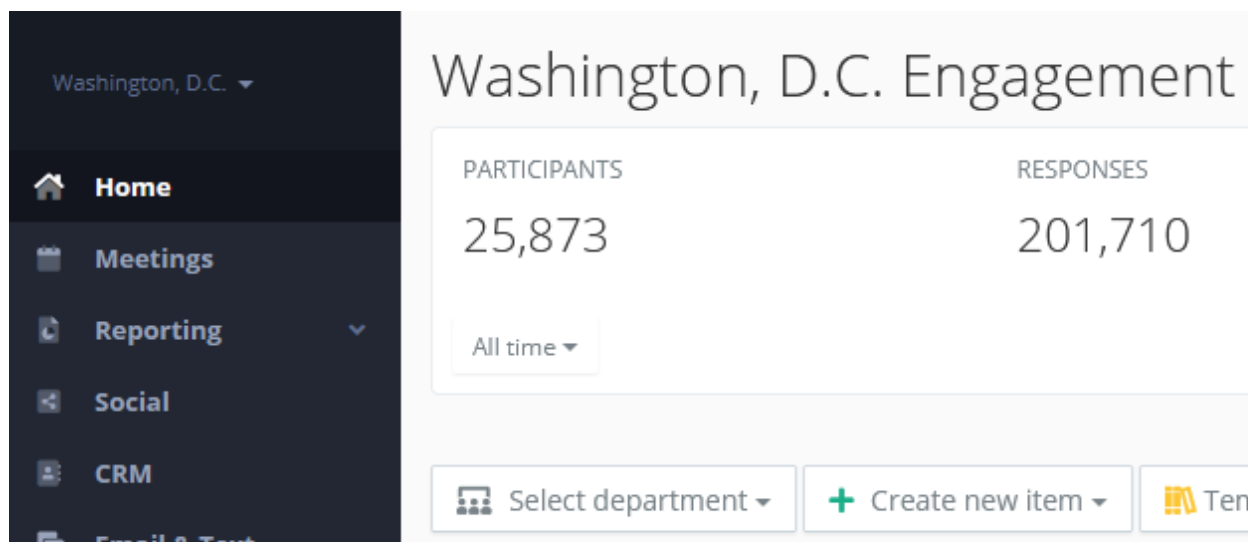 Washington, D.C.
Home
Meetings
Reporting
Social
CRM
Washington, D.C. Engagement
PARTICIPANTS
25,873
RESPONSES
201,710
All time
Select department
Create new item